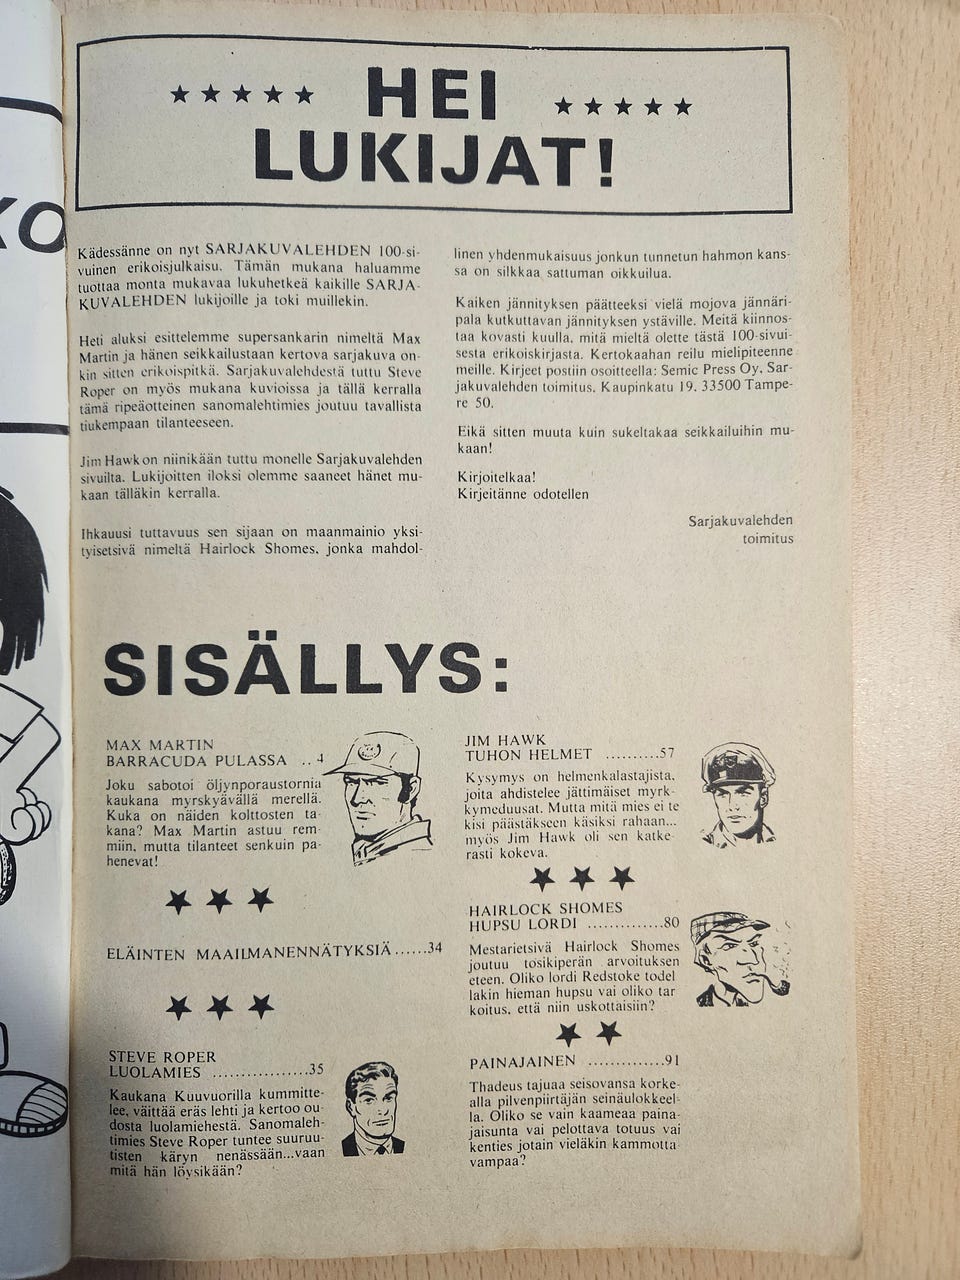 KO
★★★★★ HEI ★★★★★
LUKIJAT!
Kädessänne on nyt SARJAKUVALEHDEN 100-si-
vuinen erikoisjulkaisu. Tämän mukana haluamme
tuottaa monta mukavaa lukuhetkeä kaikille SARJA-
KUVALEHDEN lukijoille ja toki muillekin.
Heti aluksi esittelemme supersankarin nimeltä Max
Martin ja hänen seikkailustaan kertova sarjakuva on-
kin sitten erikoispitkä. Sarjakuvalehdestä tuttu Steve
Roper on myös mukana kuvioissa ja tällä kerralla
tämä ripeäotteinen sanomalehtimies joutuu tavallista
tiukempaan tilanteeseen.
Jim Hawk on niinikään tuttu monelle Sarjakuvalehden
sivuilta. Lukijoitten iloksi olemme saaneet hänet mu-
kaan tälläkin kerralla.
Ihkauusi tuttavuus sen sijaan on maanmainio yksi-
tyisetsivä nimeltä Hairlock Shomes, jonka mahdol-
linen yhdenmukaisuus jonkun tunnetun hahmon kans-
sa on silkkaa sattuman oikkuilua.
Kaiken jännityksen päätteeksi vielä mojova jännäri-
pala kutkuttavan jännityksen ystäville. Meitä kiinnos-
taa kovasti kuulla, mitä mieltä olette tästä 100-sivui-
sesta erikoiskirjasta. Kertokaahan reilu mielipiteenne
meille. Kirjeet postiin osoitteella: Semic Press Oy, Sar-
jakuvalehden toimitus, Kaupinkatu 19, 33500 Tampe-
re 50.
Eikä sitten muuta kuin sukeltakaa seikkailuihin mu-
kaan!
Kirjoitelkaa!
Kirjeitänne odotellen
Sarjakuvalehden
toimitus
SISÄLLYS:
MAX MARTIN
BARRACUDA PULASSA .. 4
Joku sabotoi öljynporaustornia
kaukana myrskyävällä merellä.
Kuka on näiden kolttosten ta-
kana? Max Martin astuu rem-
miin, mutta tilanteet senkuin pa-
henevat!
★ ★ ★
ELÄINTEN MAAILMANENNÄTYKSIÄ......34
★ ★ ★
STEVE ROPER
LUOLAMIES ................35
Kaukana Kuuvuorilla kummitte-
lee, väittää eräs lehti ja kertoo ou-
dosta luolamiehestä. Sanomaleh-
timies Steve Roper tuntee suuruu-
tisten käryn nenässään...vaan
mitä hän löysikään?
JIM HAWK
TUHON HELMET ..........57
Kysymys on helmenkalastajista,
joita ahdistelee jättimäiset myrk-
kymeduusat. Mutta mitä mies ei te
kisi päästäkseen käsiksi rahaan...
myös Jim Hawk oli sen katke-
rasti kokeva.
★ ★ ★
HAIRLOCK SHOMES
HUPSU LORDI ..............80
Mestarietsivä Hairlock Shomes
joutuu tosikiperän arvoituksen
eteen. Oliko lordi Redstoke todel
lakin hieman hupsu vai oliko tar
koitus, että niin uskottaisiin?
★ ★
PAINAJAINEN ..............91
Thadeus tajuaa seisovansa korke-
alla pilvenpiirtäjän seinäulokkeel-
la. Oliko se vain kaameaa paina-
jaisunta vai pelottava totuus vai
kenties jotain vieläkin kammotta-
vampaa?